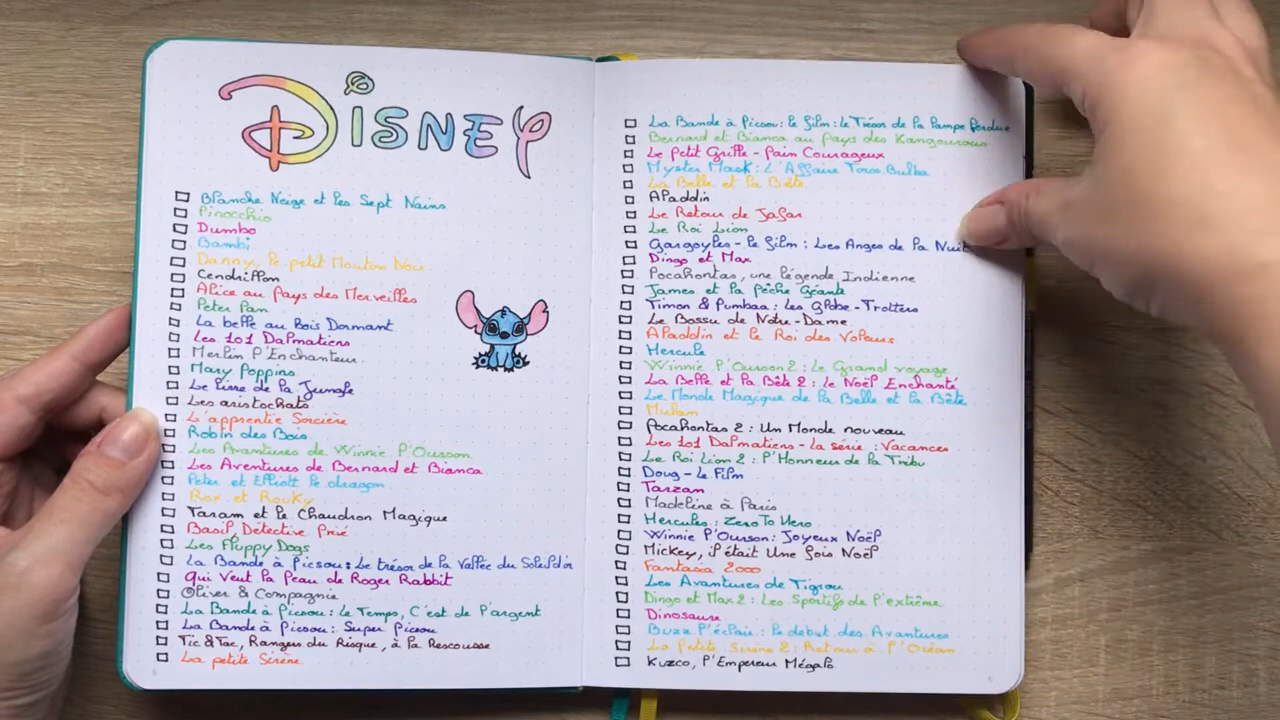 DISNEY
Blanche Neige et les Sept Nains
Pinocchio
Dumbo
Bambi
Danny, le petit Mouton Noir
Cendrillon
Alice au pays des Merveilles
Peter Pan
La belle au Bois Dormant
Les 101 Dalmatiens
Merlin l'Enchanteur
Mary Poppins
Le livre de la Jungle
Les aristochats
L'apprentie Sorcière
Robin des Bois
Les Avantures de Winnie l'Ourson
Les Aventures de Bernard et Bianca
Peter et Elliott le dragon
Rox et Rouky
Taram et le Chaudron Magique
Basil, Détective Privé
Les Fluppy Dogs
La Bande à Picsou: Le trésor de la Vallée du Soleil d'or
Qui Veut la Peau de Roger Rabbit
Oliver & Compagnie
La Bande à Picsou: Le Temps, C'est de l'argent
La Bande à Picsou: Super Picsou
Tic & Tac, Rangers du Risque, à la Rescousse
La petite Sirène
La Bande à Picsou: le film: le Trésor de la Lampe Perdue
Bernard et Bianca au pays des Kangourous
Le petit Grille-Pain Courageux
Myster Mask: L'Affaire Toros Bulba
La Belle et la Bête
Aladdin
Le Retour de Jafar
Le Roi Lion
Gargoyles - le film: Les Anges de la Nuit
Dingo et Max
Pocahontas, une légende Indienne
James et la pêche Géante
Timon & Pumbaa: Les Globe-Trotters
Le Bossu de Notre-Dame
Aladdin et le Roi des Voleurs
Hercule
Winnie l'Ourson 2: Le Grand voyage
La Belle et la Bête 2: le Noël Enchanté
Le Monde Magique de la Belle et la Bête
Mulan
Pocahontas 2: Un Monde nouveau
Les 101 Dalmatiens - la série: Vacances
Le Roi Lion 2: l'Honneur de la Tribu
Doug - Le Film
Tarzan
Madeline à Paris
Hercules: Zero To Hero
Winnie l'Ourson: Joyeux Noël
Mickey, il était Une fois Noël
Fantasia 2000
Les Avantures de Tigrou
Dingo et Max 2: Les Sportifs de l'extrême
Dinosaure
Buzz l'éclair: le debut des Avantures
La Petite Sirène 2: Retour à l'Océan
Kuzco, l'Empereur Mégalo